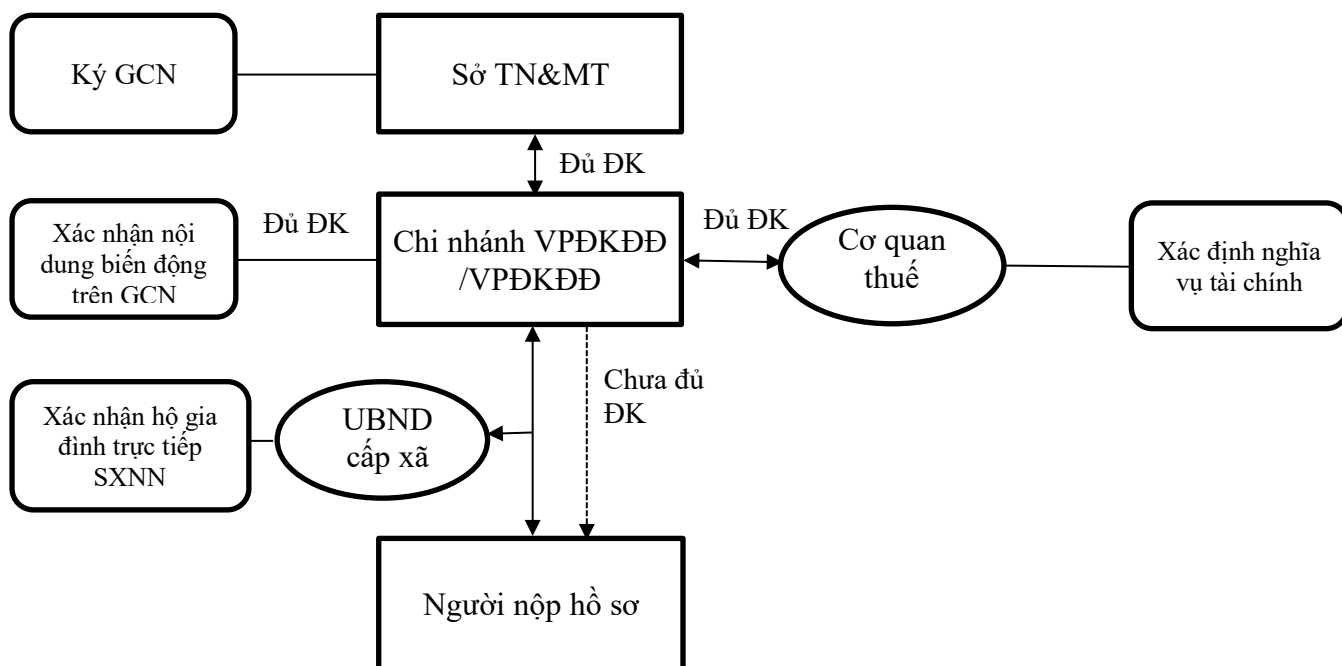 Ký GCN
Sở TN&MT
Đủ ĐK
Xác nhận nội
dung biến động
trên GCN
Đủ ĐK
Chi nhánh VPĐKĐĐ
/VPĐKĐĐ
Đủ ĐK
Cơ quan
thuế
Xác định nghĩa
vụ tài chính
Chưa đủ
ĐK
Xác nhận hộ gia
đình trực tiếp
SXNN
UBND
cấp xã
Người nộp hồ sơ